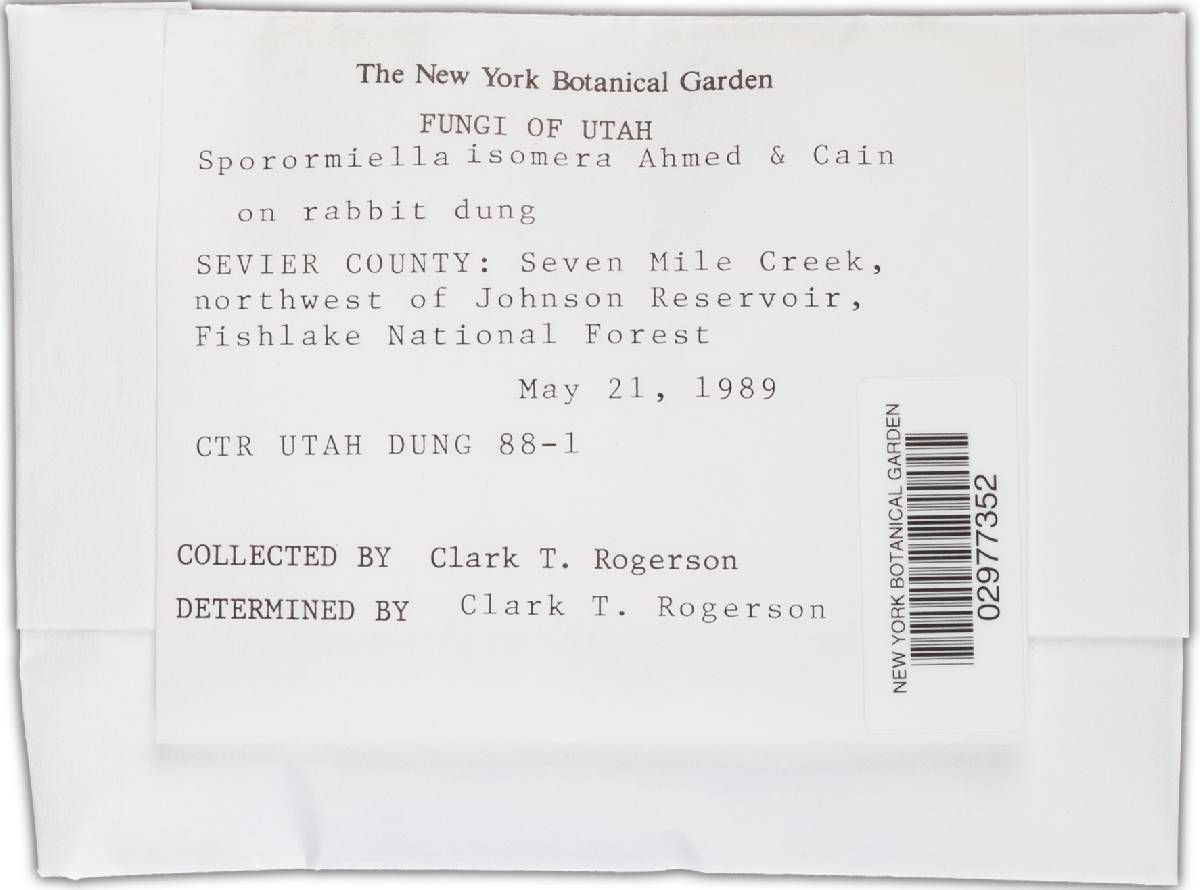 The New York Botanical Garden
FUNGI OF UTAH
Sporormiella isomera Ahmed & Cain
on rabbit dung
SEVIER COUNTY: Seven Mile Creek,
northwest of Johnson Reservoir,
Fishlake National Forest
May 21, 1989
CTR UTAH DUNG 88-1
COLLECTED BY Clark T. Rogerson
DETERMINED BY Clark T. Rogerson
NEW YORK BOTANICAL GARDEN
02977352